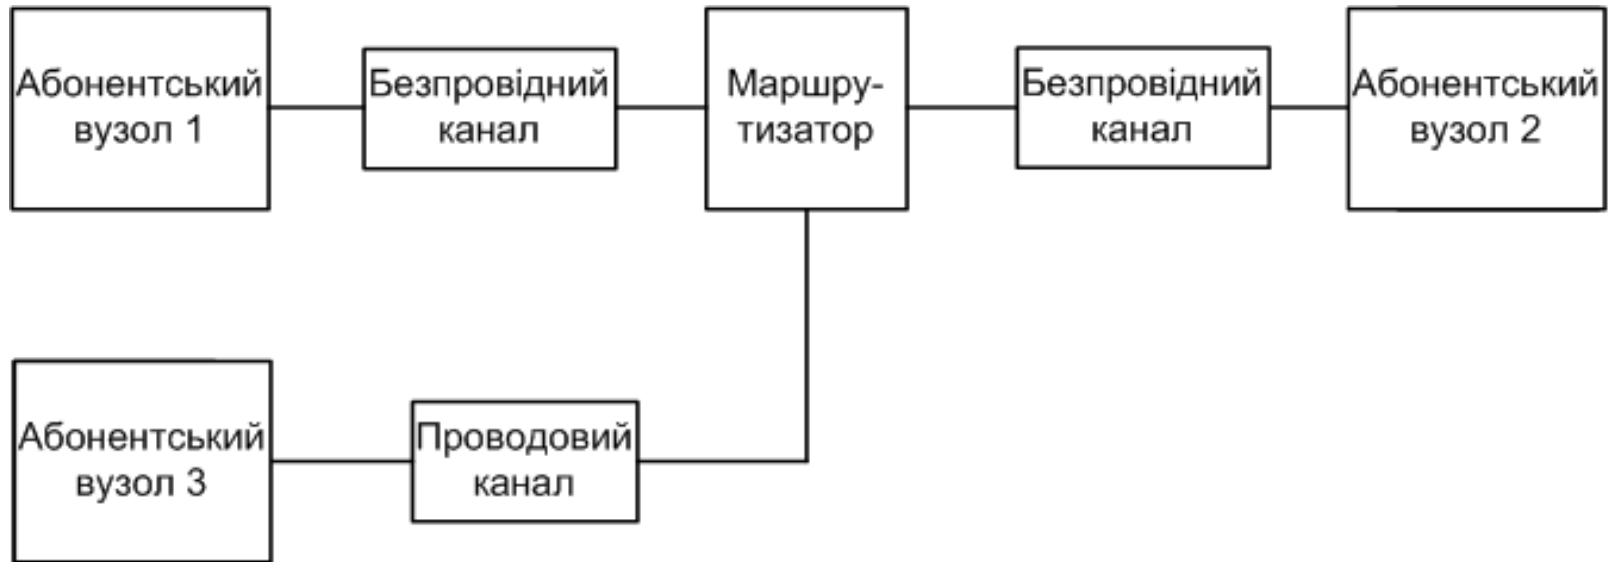 Абонентський
вузол 1
Безпровідний
канал
Маршру-
тизатор
Безпровідний
канал
Абонентський
вузол 2
Абонентський
вузол 3
Проводовий
канал